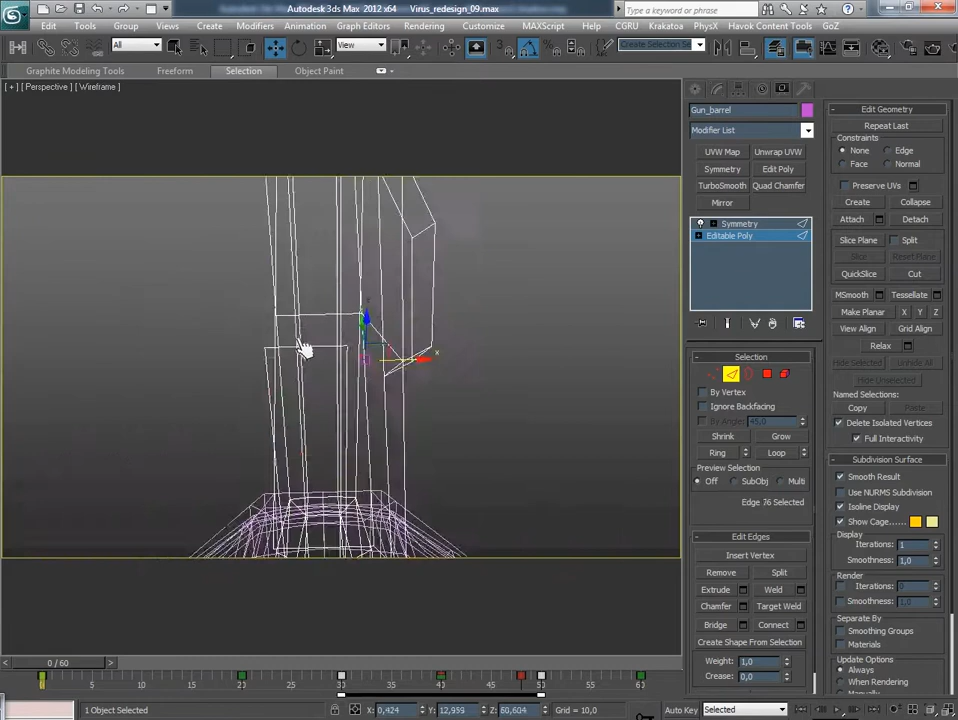 Autodesk 3ds Max 2012 x64 Virus_redesign_09.max
Type a keyword or phrase
Edit Tools Group Views Create Modifiers Animation Graph Editors Rendering Customize MAXScript CGRU Krakatoa PhysX Iray Tools Help iTools GoZ
All View Create Selection Se
Graphite Modeling Tools Freeform Selection Object Paint
[ + ] [ Perspective ] [ Wireframe ]
Gun_barrel
Modifier List
UVW Map Unwrap UVW
Symmetry Edit Poly
TurboSmooth Quad Chamfer
Mirror
Symmetry
Editable Poly
Selection
By Vertex
Ignore Backfacing
By Angle: 45,0
Shrink Grow
Ring Loop
Preview Selection
Off SubObj Multi
Edge 76 Selected
Edit Edges
Insert Vertex
Remove Split
Extrude Weld
Chamfer Target Weld
Bridge Connect
Create Shape From Selection
Weight: 1,0
Crease: 0,0
Edit Geometry
Repeat Last
Constraints
None Edge
Face Normal
Preserve UVs
Create Collapse
Attach Detach
Slice Plane Split
Slice Reset Plane
QuickSlice Cut
MSmooth Tessellate
Make Planar X Y Z
View Align Grid Align
Relax
Hide Selected Unhide All
Hide Unselected
Named Selections:
Copy Paste
Delete Isolated Vertices
Full Interactivity
Subdivision Surface
Smooth Result
Use NURMS Subdivision
Isoline Display
Show Cage......
Display
Iterations: 1
Smoothness: 1,0
Render
Iterations: 0
Smoothness: 1,0
Separate By
Smoothing Groups
Materials
Update Options
Always
When Rendering
Manually
0 / 60
5 10 15 20 25 30 35 40 45 50 55 60
1 Object Selected X: 0,424 Y: 12,959 Z: 60,604 Grid = 10,0 Auto Key Selected